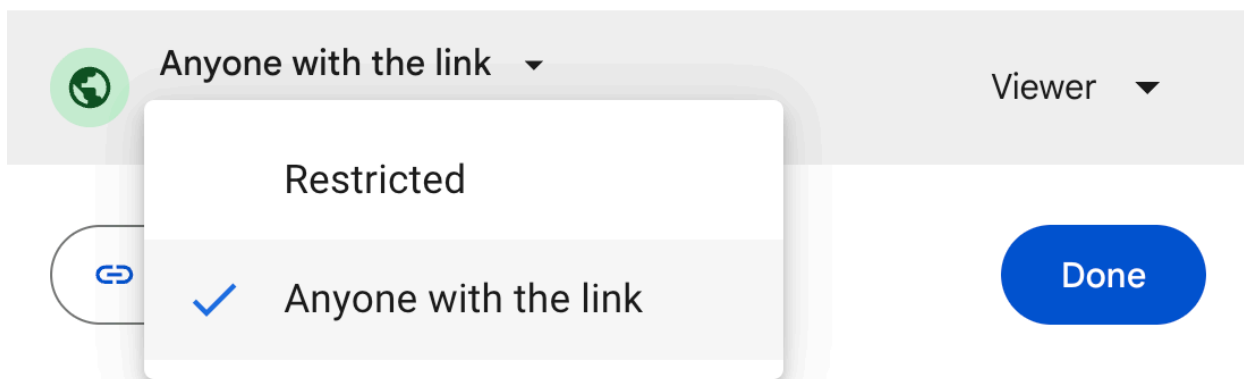 Anyone with the link
Viewer
Restricted
Anyone with the link
Done